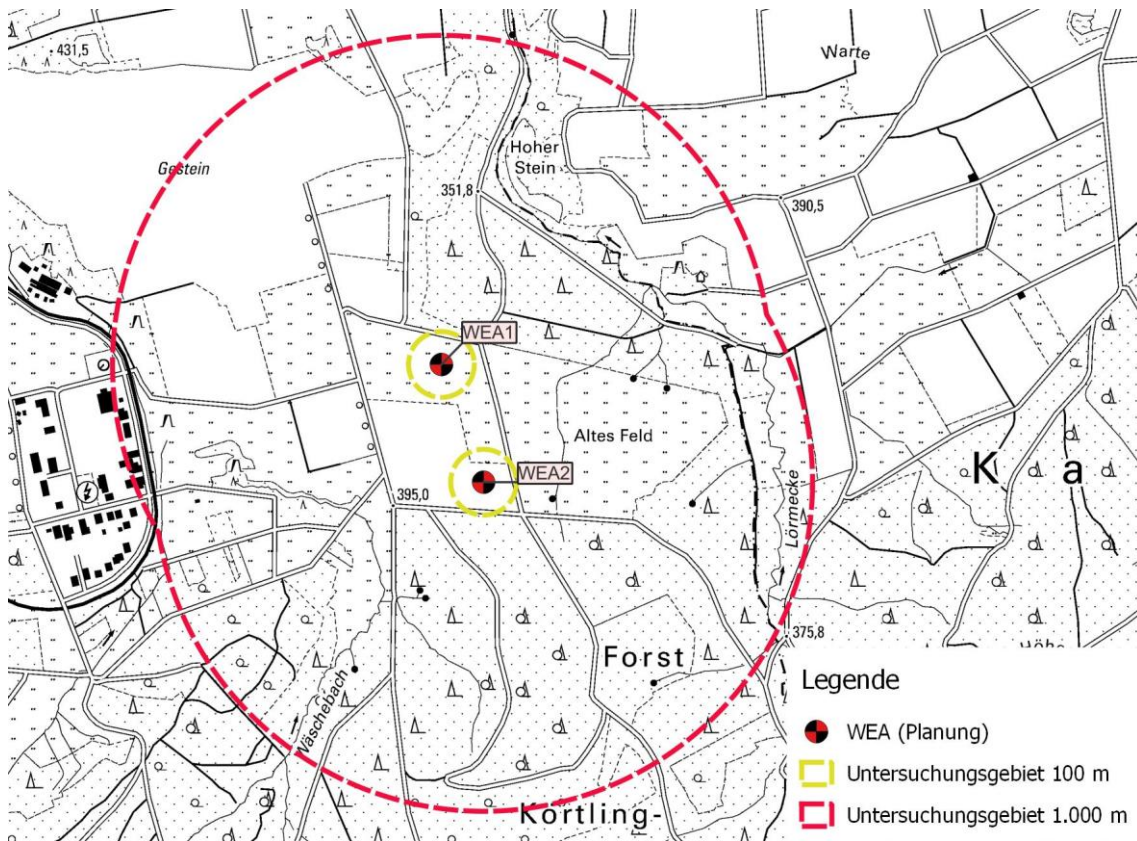 431,5
Warte
Gestein
Hoher
Stein
351,8
390,5
WEA1
Altes Feld
WEA2
395,0
K a
Lörmecke
375,8
Forst
Höhe
Wäschebach
Kortling-
Legende
WEA (Planung)
Untersuchungsgebiet 100 m
Untersuchungsgebiet 1.000 m